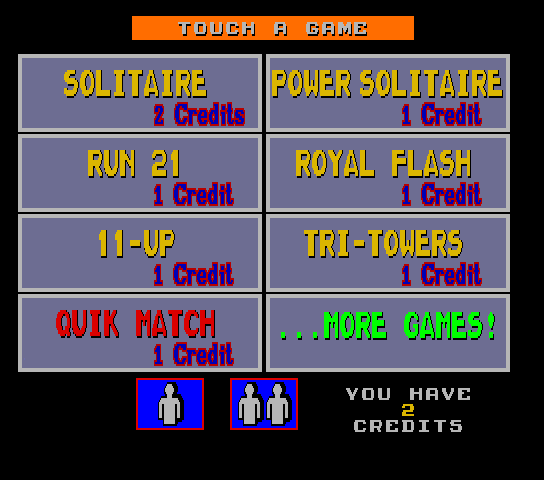 TOUCH A GAME
SOLITAIRE
2 Credits
POWER SOLITAIRE
1 Credit
RUN 21
1 Credit
ROYAL FLASH
1 Credit
11-UP
1 Credit
TRI-TOWERS
1 Credit
QUIK MATCH
1 Credit
...MORE GAMES!
YOU HAVE
2
CREDITS